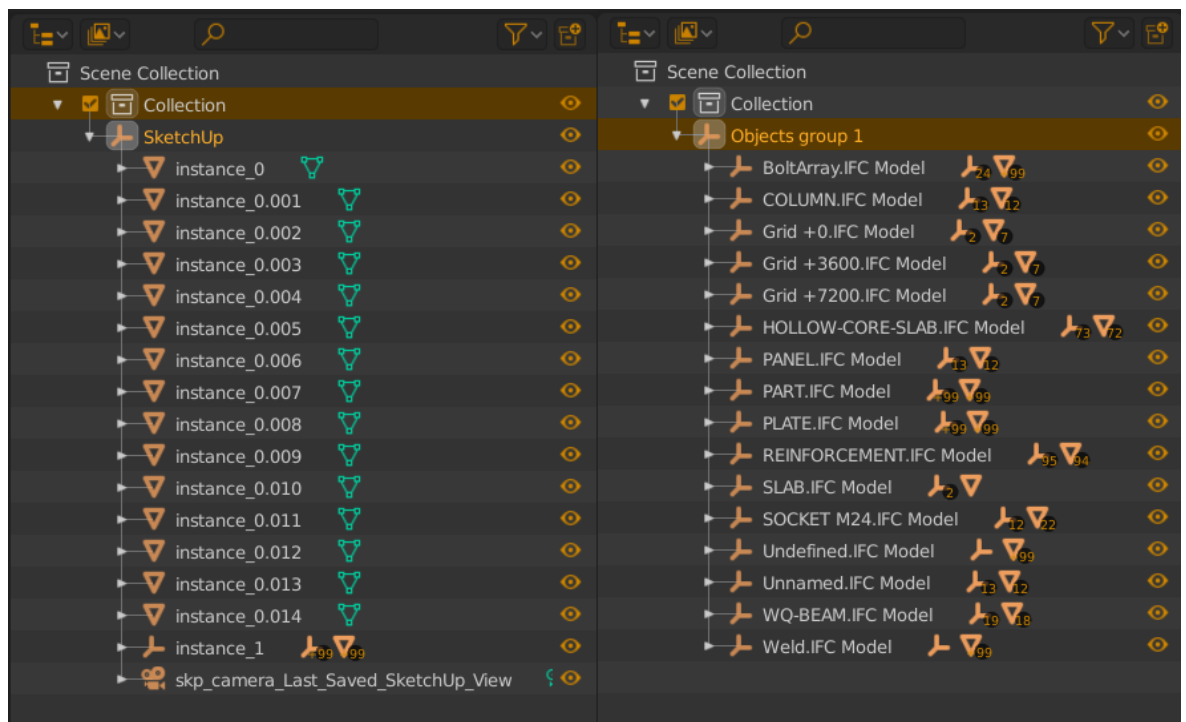 Scene Collection
Collection
SketchUp
instance_0
instance_0.001
instance_0.002
instance_0.003
instance_0.004
instance_0.005
instance_0.006
instance_0.007
instance_0.008
instance_0.009
instance_0.010
instance_0.011
instance_0.012
instance_0.013
instance_0.014
instance_1 +99 99
skp_camera_Last_Saved_SketchUp_View
Scene Collection
Collection
Objects group 1
BoltArray.IFC Model 24 99
COLUMN.IFC Model 13 12
Grid +0.IFC Model 2 7
Grid +3600.IFC Model 2 7
Grid +7200.IFC Model 2 7
HOLLOW-CORE-SLAB.IFC Model 73 72
PANEL.IFC Model 13 12
PART.IFC Model +99 99
PLATE.IFC Model +99 99
REINFORCEMENT.IFC Model 95 94
SLAB.IFC Model 2
SOCKET M24.IFC Model 12 22
Undefined.IFC Model 99
Unnamed.IFC Model 13 12
WQ-BEAM.IFC Model 19 18
Weld.IFC Model 99